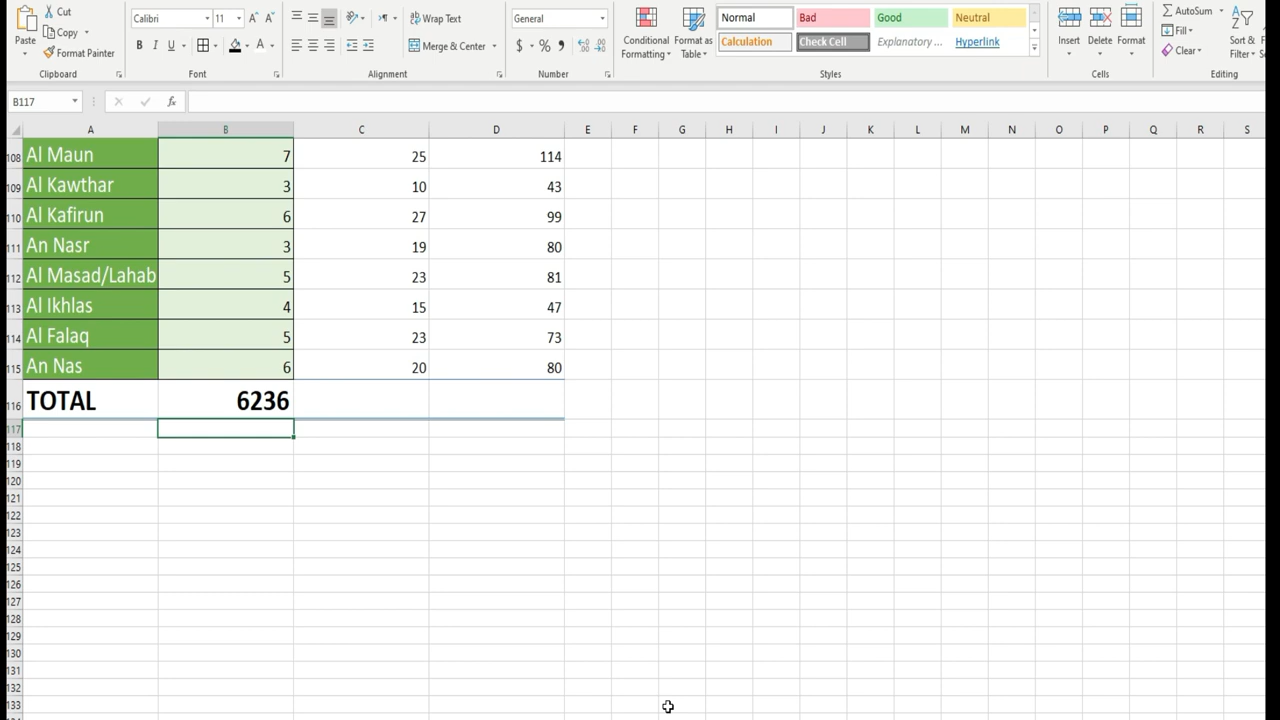 Cut
Copy
Format Painter
Paste
Clipboard
Calibri 11 A A
I U A
Font
Wrap Text
Merge & Center
Alignment
General
$ % ,
Number
Conditional Formatting
Format as Table
Normal Bad Good Neutral
Calculation Check Cell Explanatory ... Hyperlink
Styles
Insert Delete Format
Cells
AutoSum
Fill
Clear
Sort &
Filter
Editing
B117 fx
A B C D E F G H I J K L M N O P Q R S
108 Al Maun 7 25 114
109 Al Kawthar 3 10 43
110 Al Kafirun 6 27 99
111 An Nasr 3 19 80
112 Al Masad/Lahab 5 23 81
113 Al Ikhlas 4 15 47
114 Al Falaq 5 23 73
115 An Nas 6 20 80
116 TOTAL 6236
117
118
119
120
121
122
123
124
125
126
127
128
129
130
131
132
133